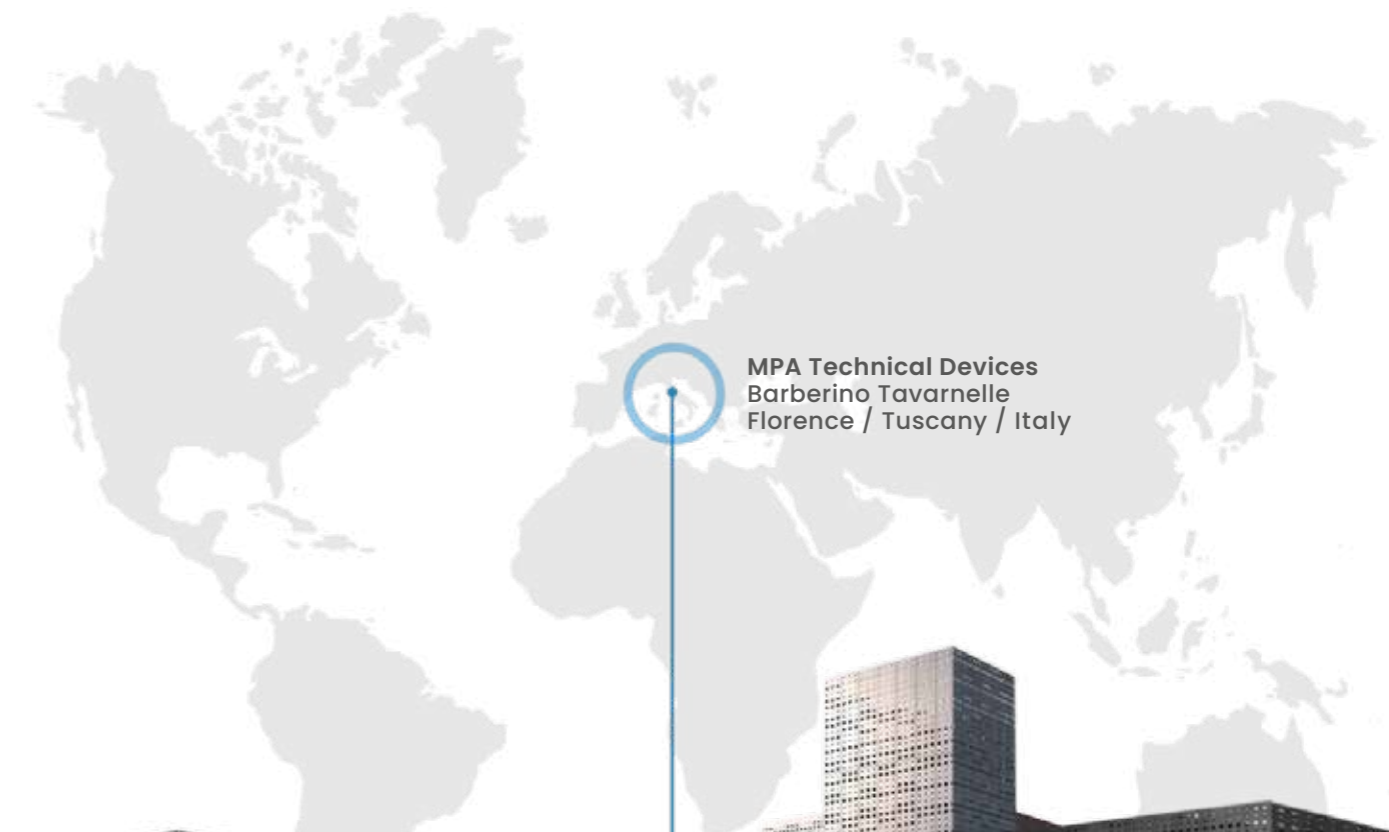 MPA Technical Devices
Barberino Tavarnelle
Florence / Tuscany / Italy